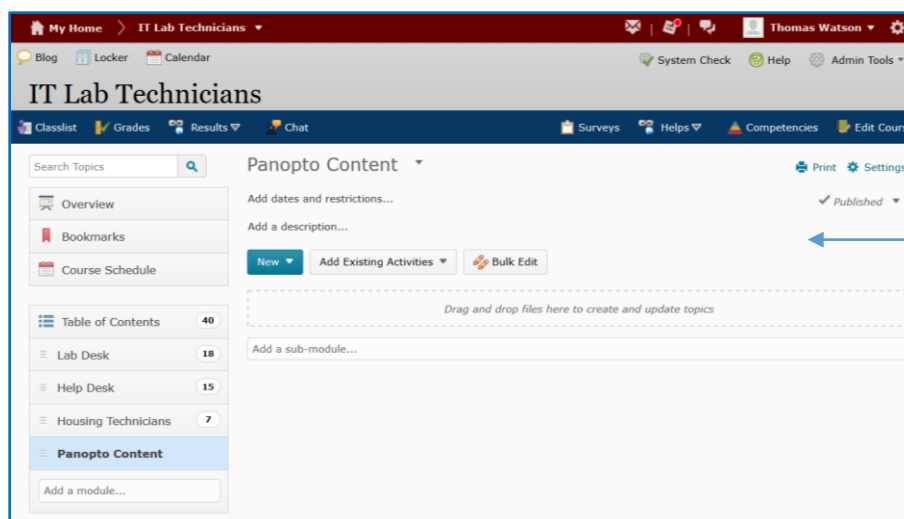 My Home IT Lab Technicians Thomas Watson
Blog Locker Calendar System Check Help Admin Tools
IT Lab Technicians
Classlist Grades Results Chat Surveys Helps Competencies Edit Cour
Search Topics
Panopto Content
Print Settings
Overview
Add dates and restrictions...
Published
Bookmarks
Add a description...
Course Schedule
New Add Existing Activities Bulk Edit
Drag and drop files here to create and update topics
Table of Contents 40
Add a sub-module...
Lab Desk 18
Help Desk 15
Housing Technicians 7
Panopto Content
Add a module...